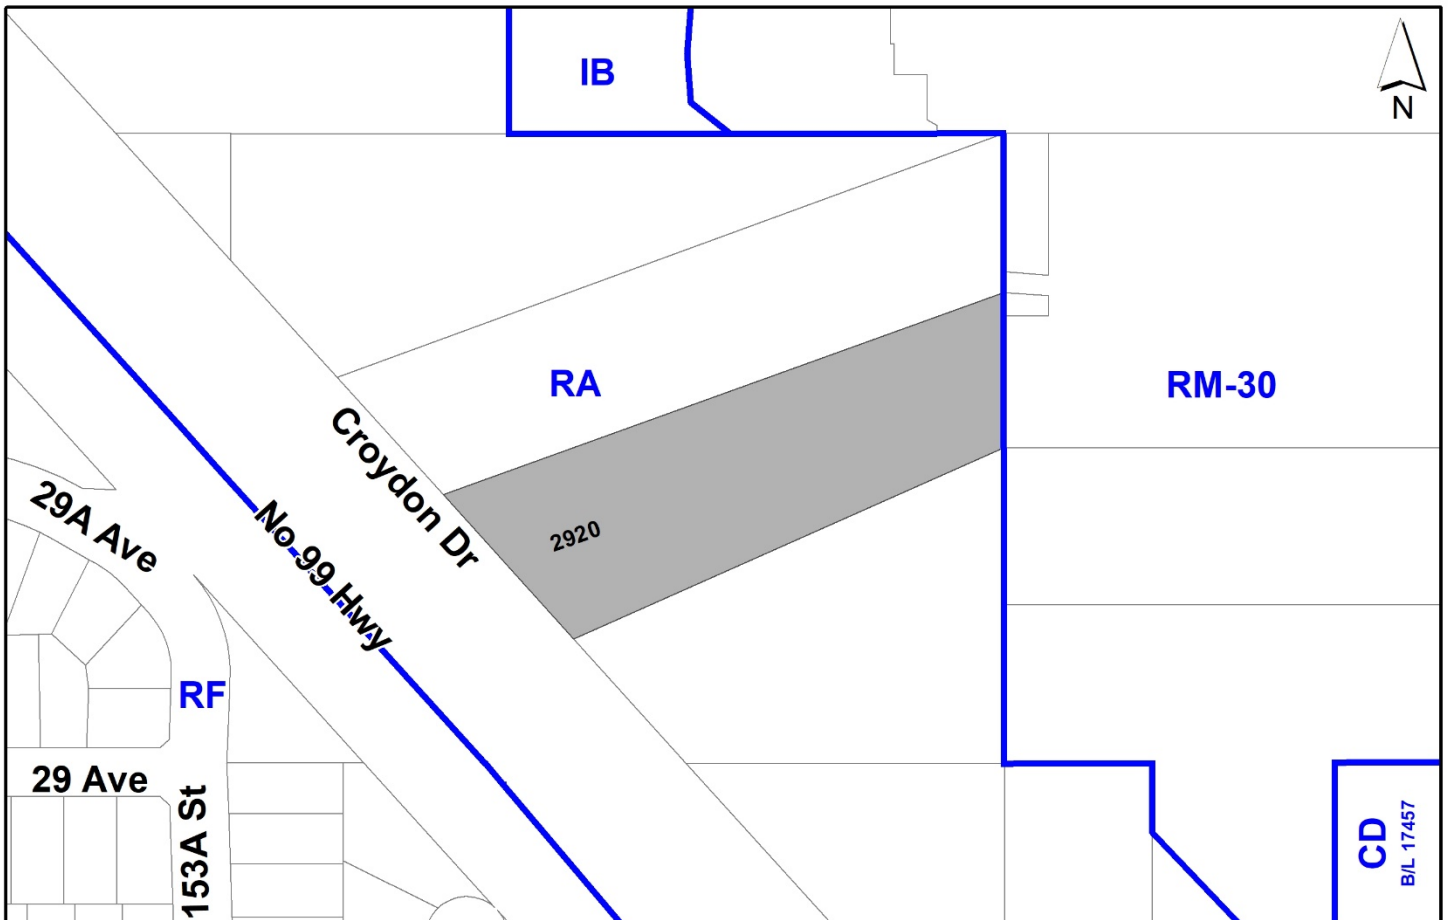 IB
N
RA
RM-30
Croydon Dr
29A Ave
No 99 Hwy
2920
RF
29 Ave
153A St
CD
B/L 17457